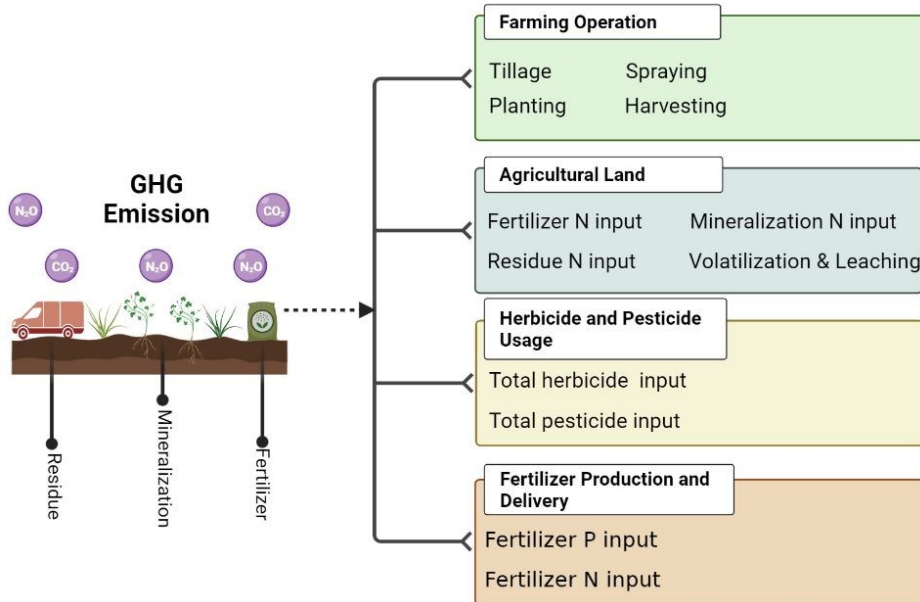 GHG
Emission
N₂O
CO₂
CO₂
N₂O
N₂O
Residue
Mineralization
Fertilizer
Farming Operation
Tillage Spraying
Planting Harvesting
Agricultural Land
Fertilizer N input Mineralization N input
Residue N input Volatilization & Leaching
Herbicide and Pesticide
Usage
Total herbicide input
Total pesticide input
Fertilizer Production and
Delivery
Fertilizer P input
Fertilizer N input